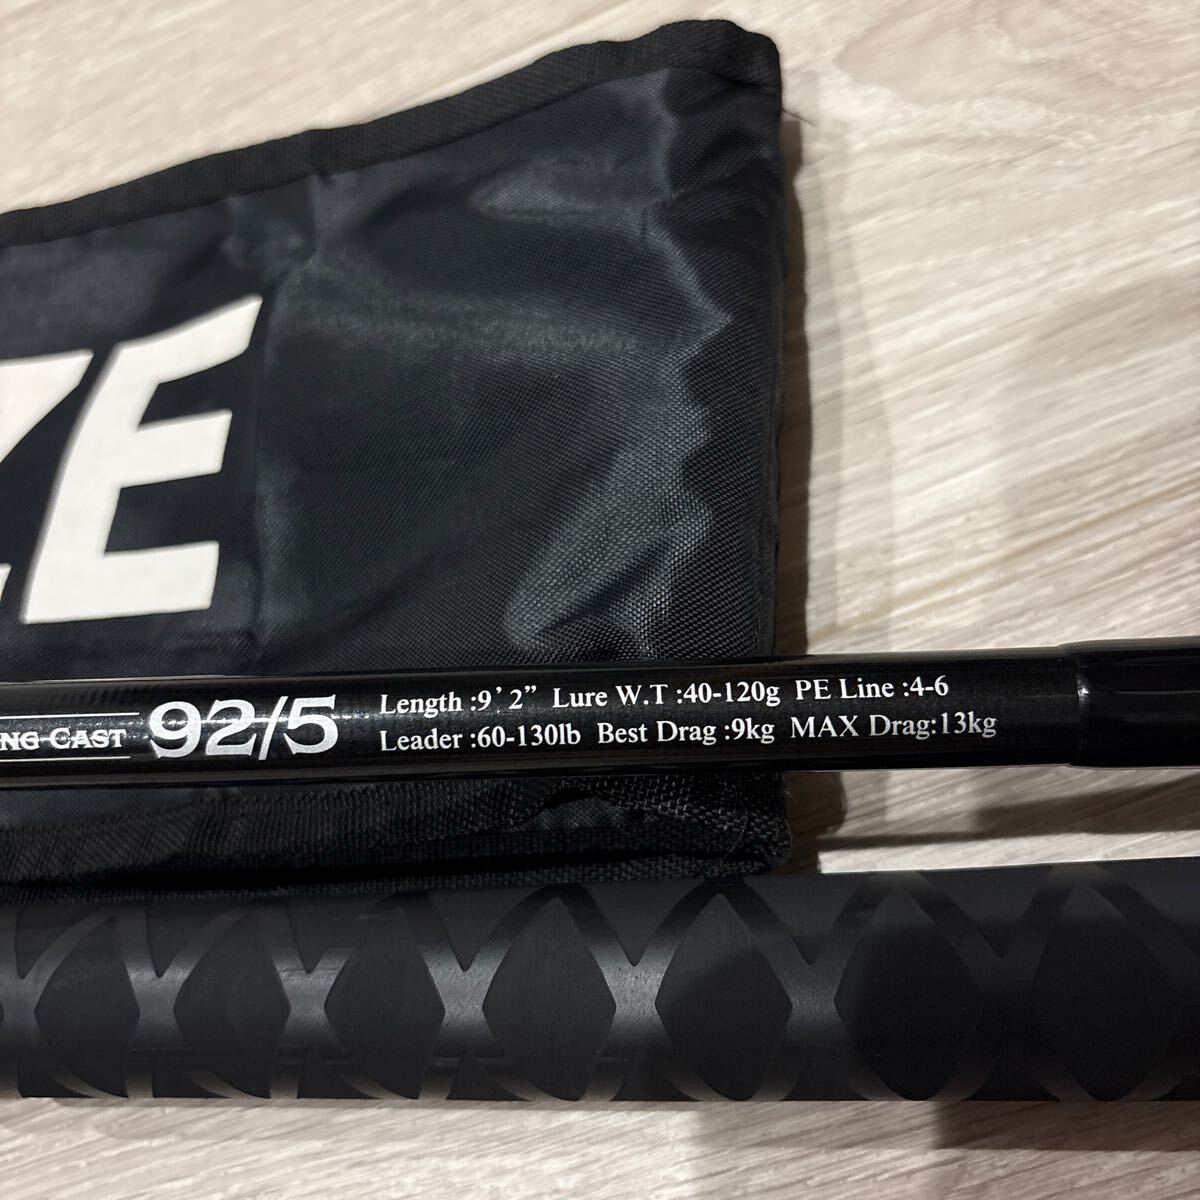 ZE
NG CAST 92/5
Length :9’2” Lure W.T :40-120g PE Line :4-6
Leader :60-130lb Best Drag :9kg MAX Drag:13kg